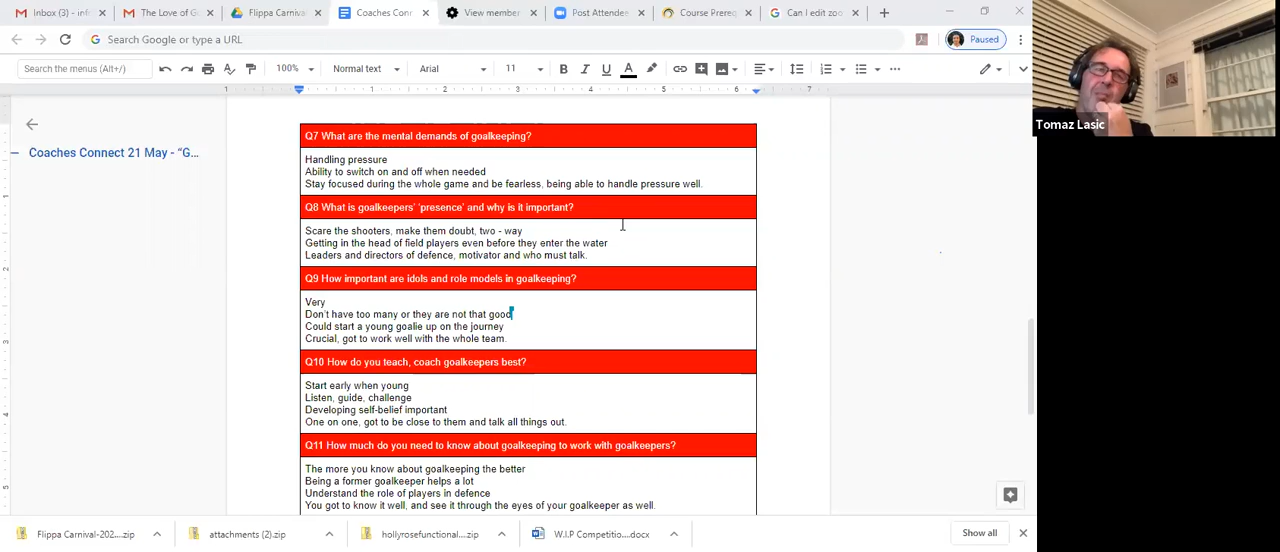 Inbox (3) - inf
The Love of G
Flippa Carnival
Coaches Conn
View member
Post Attenden
Course Prereq
Can I edit zoo
Search Google or type a URL
Paused
Search the menus (Alt+/)
100%
Normal text
Arial
11
B I U A
1 1 2 3 4 5 6 7
Coaches Connect 21 May - “G...
Q7 What are the mental demands of goalkeeping?
Handling pressure
Ability to switch on and off when needed
Stay focused during the whole game and be fearless, being able to handle pressure well.
Q8 What is goalkeepers' 'presence' and why is it important?
Scare the shooters, make them doubt, two - way
Getting in the head of field players even before they enter the water
Leaders and directors of defence, motivator and who must talk.
Q9 How important are idols and role models in goalkeeping?
Very
Don't have too many or they are not that good
Could start a young goalie up on the journey
Crucial, got to work well with the whole team.
Q10 How do you teach, coach goalkeepers best?
Start early when young
Listen, guide, challenge
Developing self-belief important
One on one, got to be close to them and talk all things out.
Q11 How much do you need to know about goalkeeping to work with goalkeepers?
The more you know about goalkeeping the better
Being a former goalkeeper helps a lot
Understand the role of players in defence
You got to know it well, and see it through the eyes of your goalkeeper as well.
Tomaz Lasic
Flippa Carnival-202....zip
attachments (2).zip
hollyrosefunctional....zip
W.I.P Competitio....docx
Show all